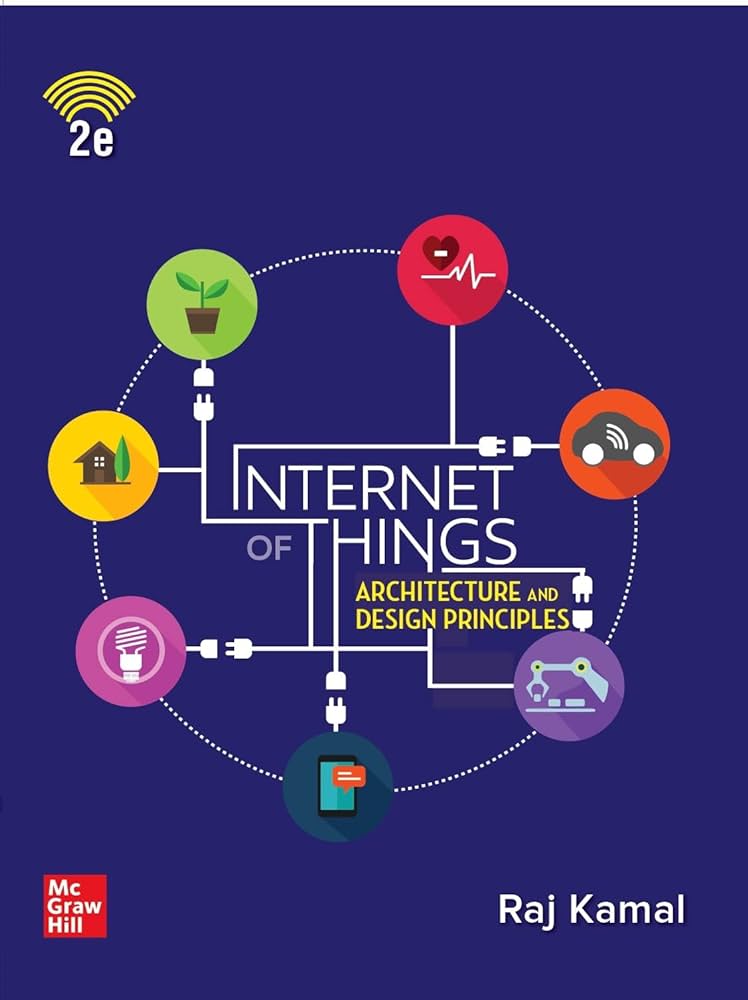 2e
INTERNET
OF THINGS
ARCHITECTURE AND
DESIGN PRINCIPLES
Mc
Graw
Hill
Raj Kamal